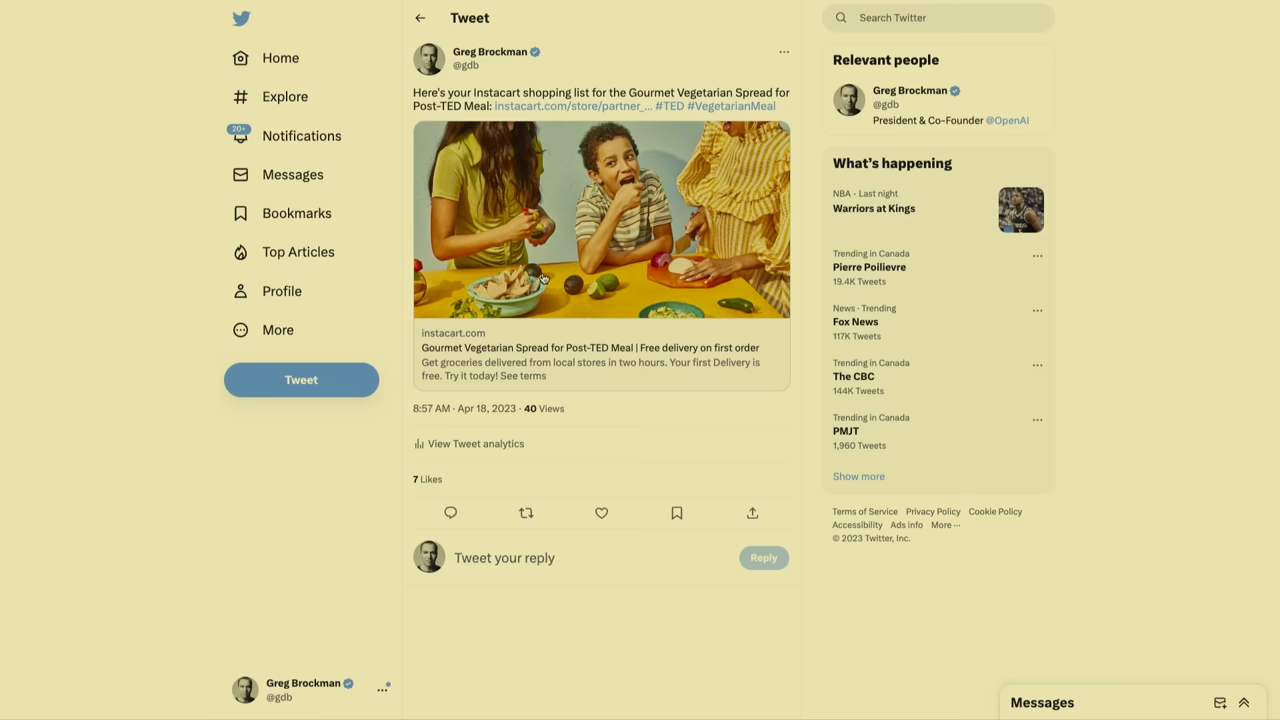 Home
Explore
20+
Notifications
Messages
Bookmarks
Top Articles
Profile
More
Tweet
Greg Brockman
@gdb
Tweet
Greg Brockman
@gdb
Here's your Instacart shopping list for the Gourmet Vegetarian Spread for
Post-TED Meal: instacart.com/store/partner_... #TED #VegetarianMeal
instacart.com
Gourmet Vegetarian Spread for Post-TED Meal | Free delivery on first order
Get groceries delivered from local stores in two hours. Your first Delivery is
free. Try it today! See terms
8:57 AM · Apr 18, 2023 · 40 Views
View Tweet analytics
7 Likes
Tweet your reply
Reply
Search Twitter
Relevant people
Greg Brockman
@gdb
President & Co-Founder @OpenAI
What's happening
NBA · Last night
Warriors at Kings
Trending in Canada
Pierre Poilievre
19.4K Tweets
News · Trending
Fox News
117K Tweets
Trending in Canada
The CBC
144K Tweets
Trending in Canada
PMJT
1,960 Tweets
Show more
Terms of Service Privacy Policy Cookie Policy
Accessibility Ads info More ...
© 2023 Twitter, Inc.
Messages